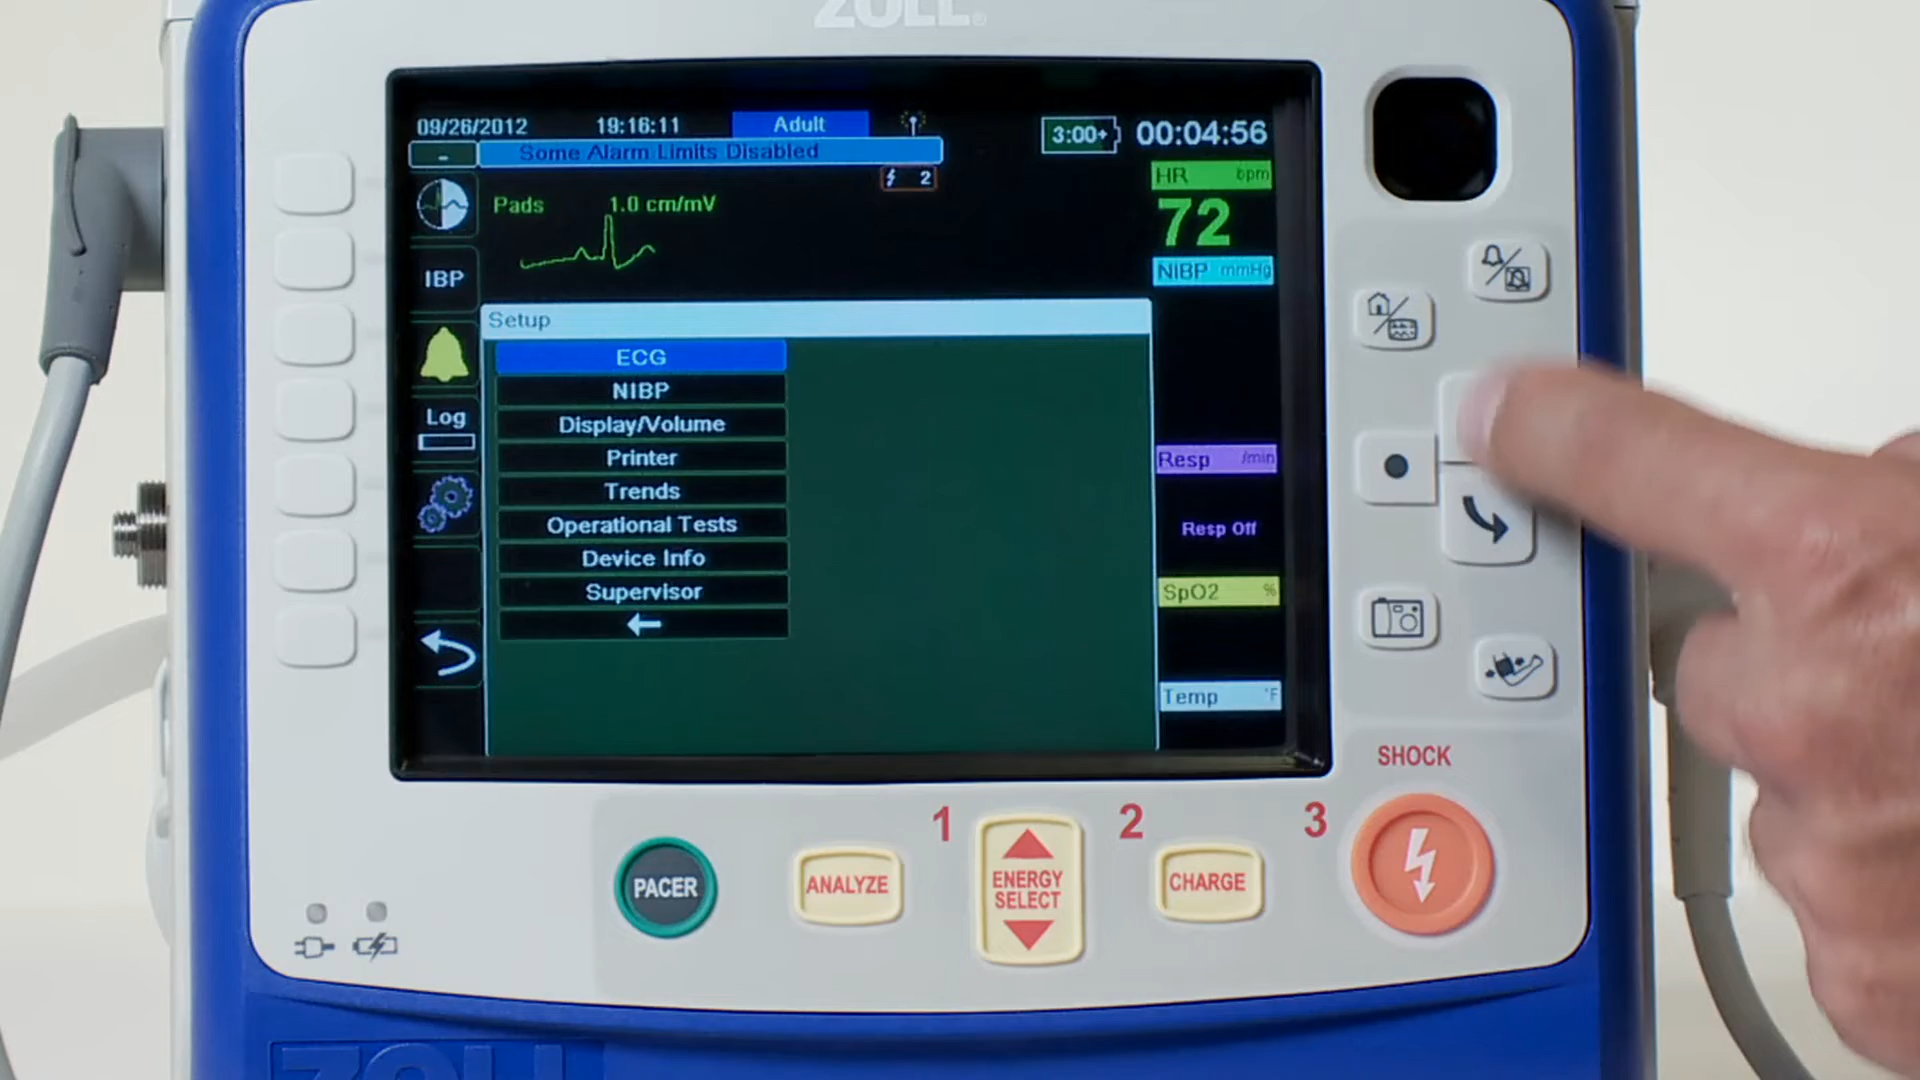 ZOLL®
09/26/2012 19:16:11 Adult 3:00+ 00:04:56
- Some Alarm Limits Disabled
2
HR bpm
Pads 1.0 cm/mV
72
IBP
NIBP mmHg
Setup
ECG
NIBP
Display/Volume
Log
Printer
Resp /min
Trends
Operational Tests
Resp Off
Device Info
Supervisor
SpO2 %
Temp °F
SHOCK
1 2 3
PACER
ANALYZE
ENERGY
SELECT
CHARGE
ZOLL